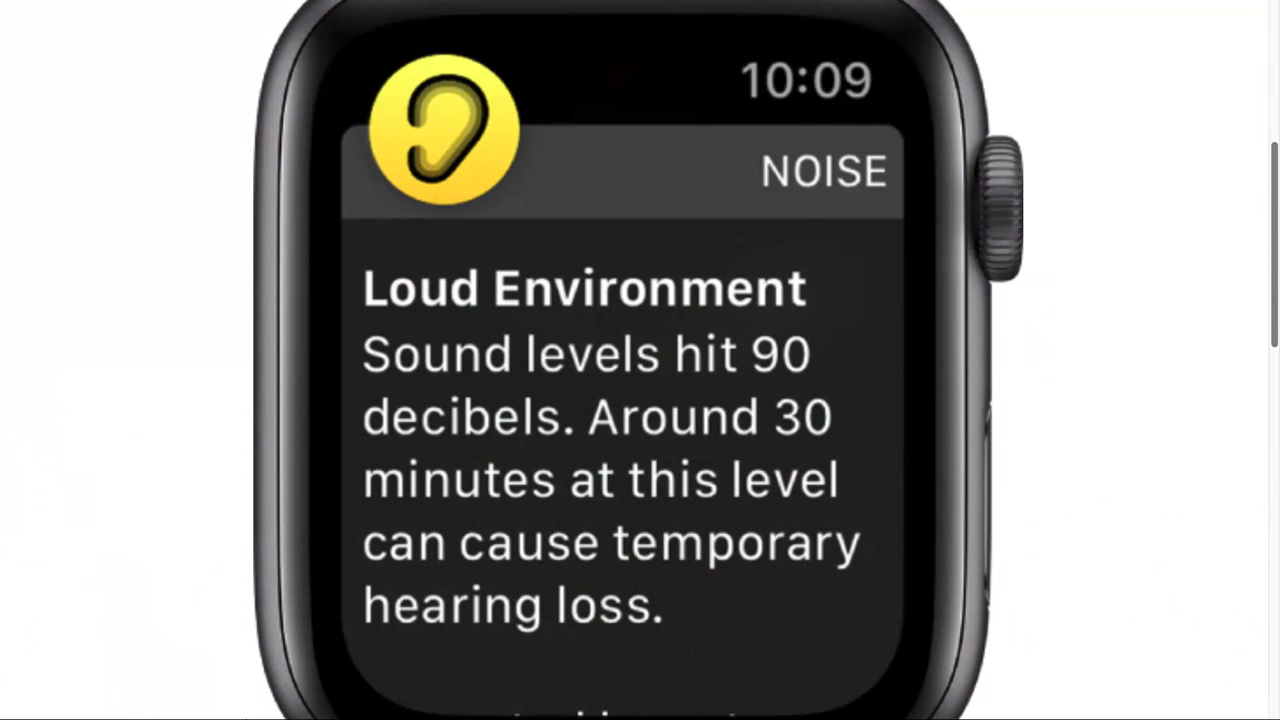 10:09
NOISE
Loud Environment
Sound levels hit 90
decibels. Around 30
minutes at this level
can cause temporary
hearing loss.